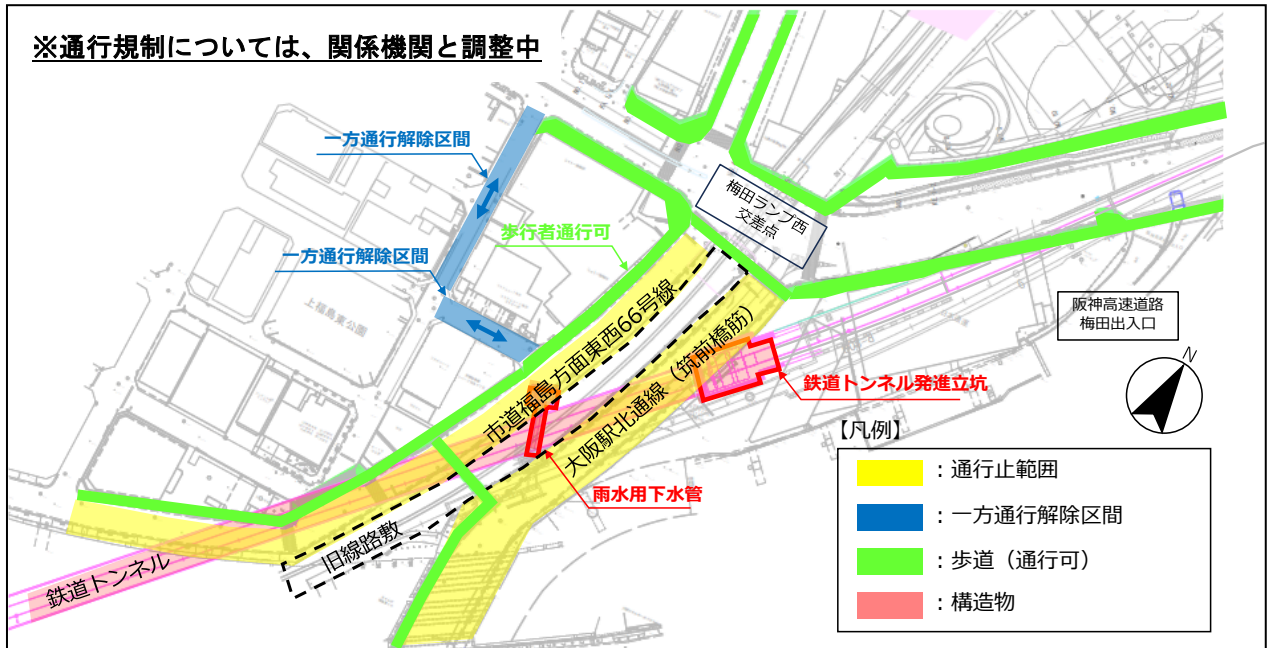 ※通行規制については、関係機関と調整中
一方通行解除区間
一方通行解除区間
歩行者通行可
梅田ランプ西
交差点
上福島東公園
市道福島方面東西66号線
大阪駅北通線（筑前橋筋）
阪神高速道路
梅田出入口
N
鉄道トンネル発進立坑
雨水用下水管
旧線路敷
鉄道トンネル
【凡例】
：通行止範囲
：一方通行解除区間
：歩道（通行可）
：構造物